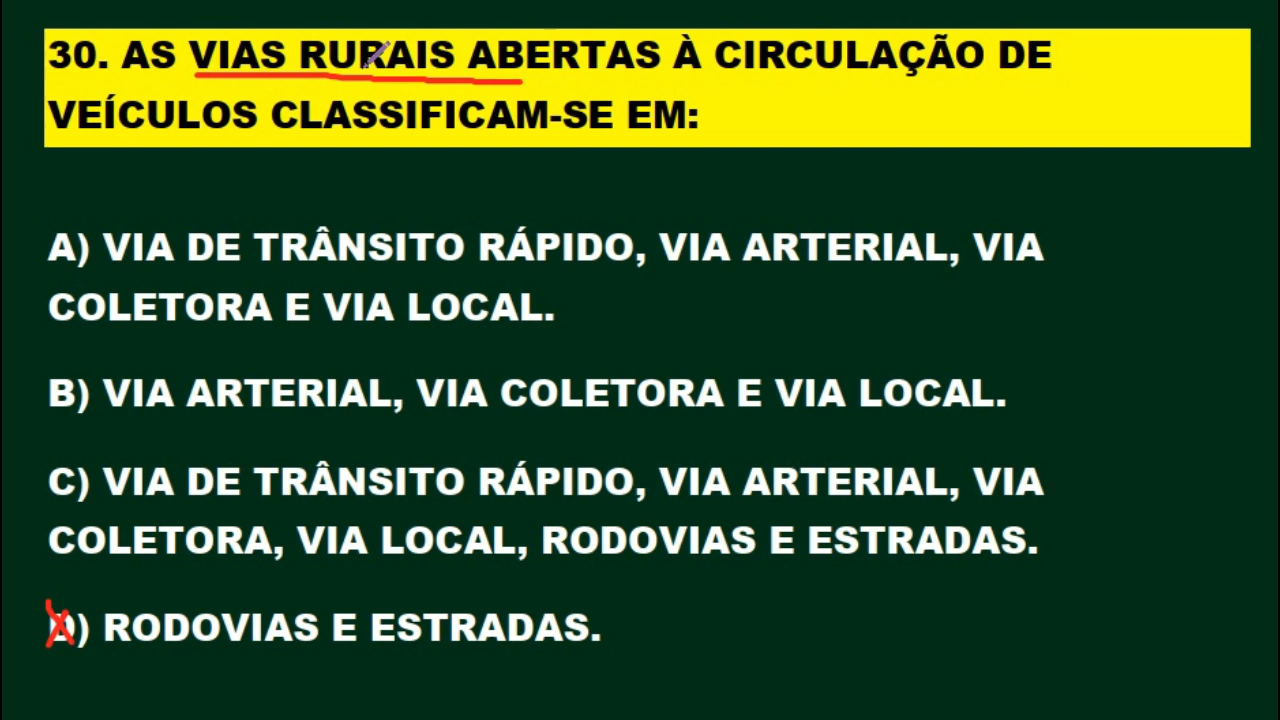 30. AS VIAS RURAIS ABERTAS À CIRCULAÇÃO DE
VEÍCULOS CLASSIFICAM-SE EM:
A) VIA DE TRÂNSITO RÁPIDO, VIA ARTERIAL, VIA
COLETORA E VIA LOCAL.
B) VIA ARTERIAL, VIA COLETORA E VIA LOCAL.
C) VIA DE TRÂNSITO RÁPIDO, VIA ARTERIAL, VIA
COLETORA, VIA LOCAL, RODOVIAS E ESTRADAS.
D) RODOVIAS E ESTRADAS.